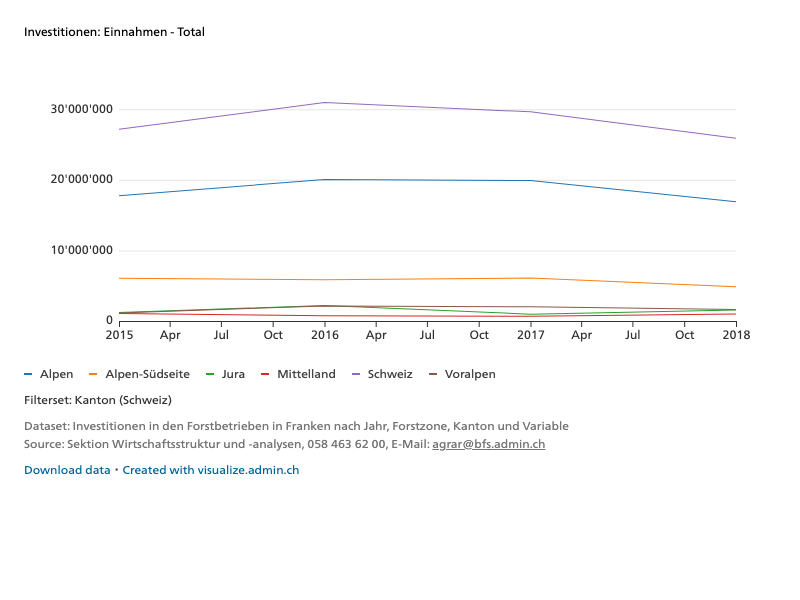 Investitionen: Einnahmen - Total
30'000'000
20'000'000
10'000'000
0
2015 Apr Jul Oct 2016 Apr Jul Oct 2017 Apr Jul Oct 2018
Alpen Alpen-Südseite Jura Mittelland Schweiz Voralpen
Filterset: Kanton (Schweiz)
Dataset: Investitionen in den Forstbetrieben in Franken nach Jahr, Forstzone, Kanton und Variable
Source: Sektion Wirtschaftsstruktur und -analysen, 058 463 62 00, E-Mail: agrar@bfs.admin.ch
Download data • Created with visualize.admin.ch